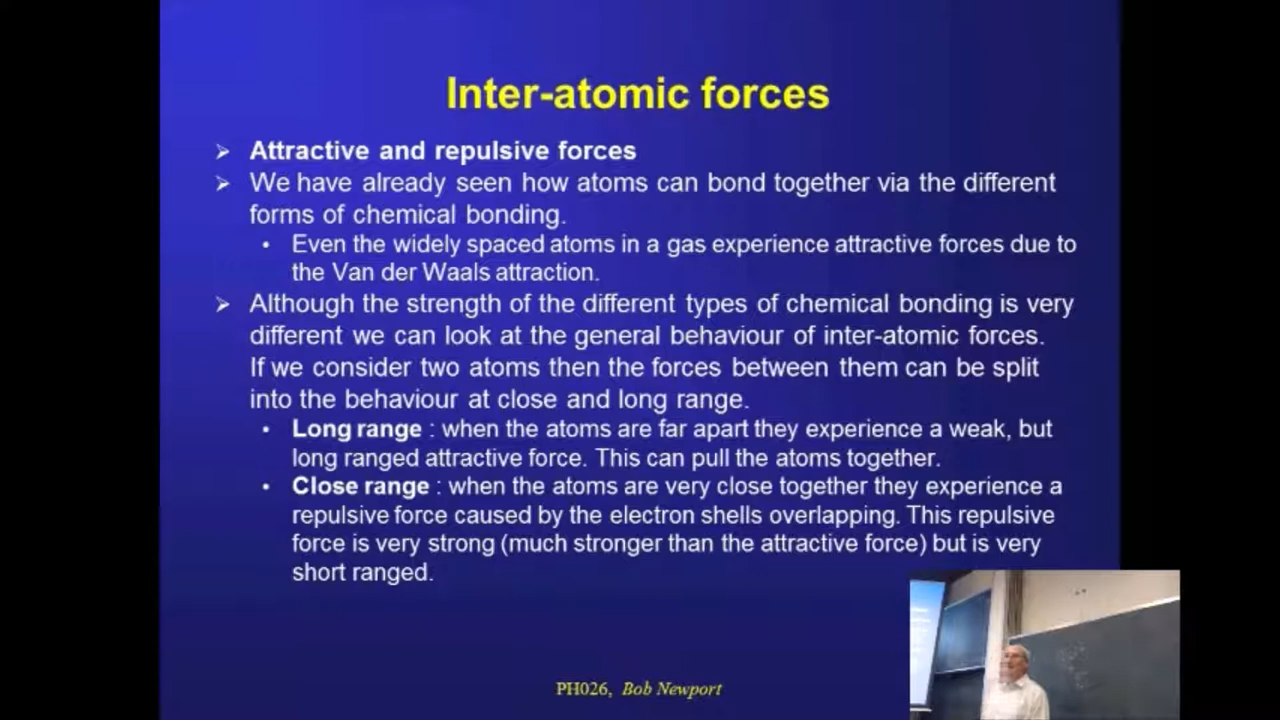 Inter-atomic forces
➢ Attractive and repulsive forces
➢ We have already seen how atoms can bond together via the different
forms of chemical bonding.
• Even the widely spaced atoms in a gas experience attractive forces due to
the Van der Waals attraction.
➢ Although the strength of the different types of chemical bonding is very
different we can look at the general behaviour of inter-atomic forces.
If we consider two atoms then the forces between them can be split
into the behaviour at close and long range.
• Long range : when the atoms are far apart they experience a weak, but
long ranged attractive force. This can pull the atoms together.
• Close range : when the atoms are very close together they experience a
repulsive force caused by the electron shells overlapping. This repulsive
force is very strong (much stronger than the attractive force) but is very
short ranged.
PH026, Bob Newport